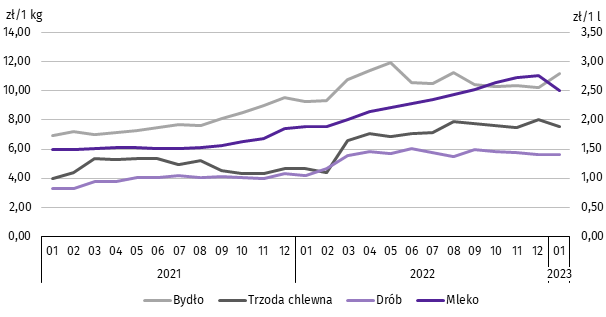 zł/1 kg zł/1 l
14,00 3,50
12,00 3,00
10,00 2,50
8,00 2,00
6,00 1,50
4,00 1,00
2,00 0,50
0,00 0,00
01 02 03 04 05 06 07 08 09 10 11 12 01 02 03 04 05 06 07 08 09 10 11 12 01
2021 2022 2023
Bydło Trzoda chlewna Drób Mleko